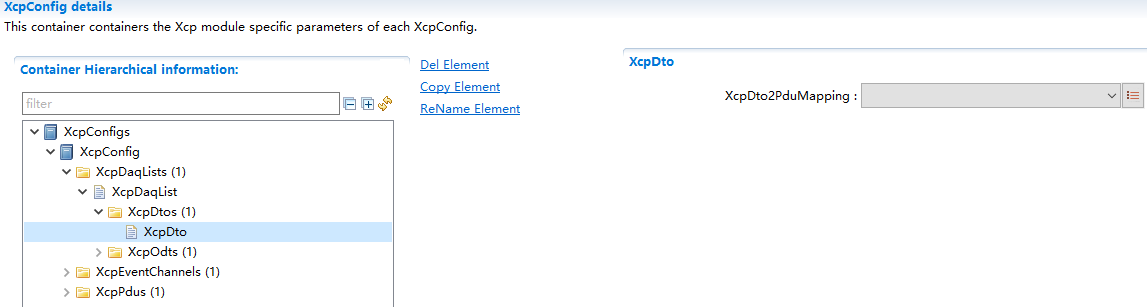 XcpConfig details
This container containers the Xcp module specific parameters of each XcpConfig.
Container Hierarchical information:
filter
XcpConfigs
XcpConfig
XcpDaqLists (1)
XcpDaqList
XcpDtos (1)
XcpDto
XcpOdts (1)
XcpEventChannels (1)
XcpPdus (1)
Del Element
Copy Element
ReName Element
XcpDto
XcpDto2PduMapping :